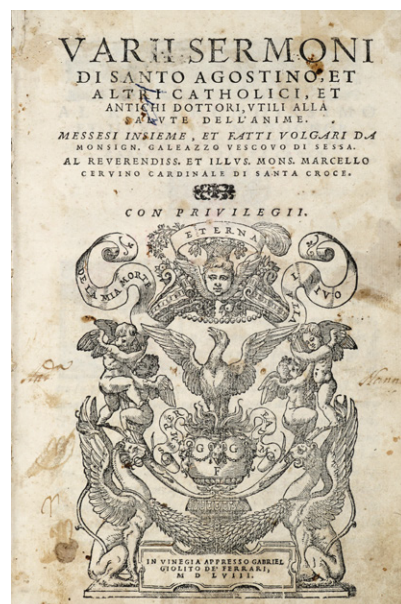 VARII SERMONI
DI SANTO AGOSTINO, ET
ALTRI CATHOLICI, ET
ANTICHI DOTTORI, VTILI ALLA
SALVTE DELL'ANIME.
MESSESI INSIEME, ET FATTI VOLGARI DA
MONSIGN. GALEAZZO VESCOVO DI SESSA.
AL REVERENDISS. ET ILLVS. MONS. MARCELLO
CERVINO CARDINALE DI SANTA CROCE.
CON PRIVILEGII.
ETERNA
DE LA
MIA MORTE
VIVO
G G
F
IN VINEGIA APPRESSO GABRIEL
GIOLITO DE' FERRARI,
M D LVIII.